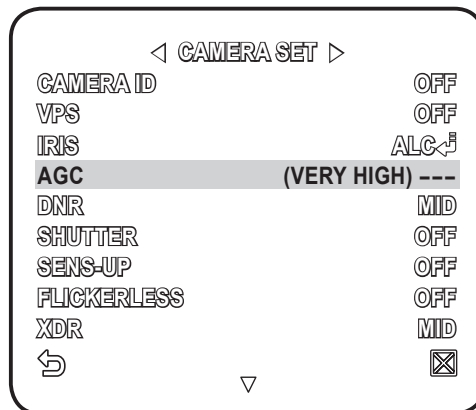 ◁ CAMERA SET ▷
CAMERA ID OFF
VPS OFF
IRIS ALC↲
AGC (VERY HIGH) ---
DNR MID
SHUTTER OFF
SENS-UP OFF
FLICKERLESS OFF
XDR MID